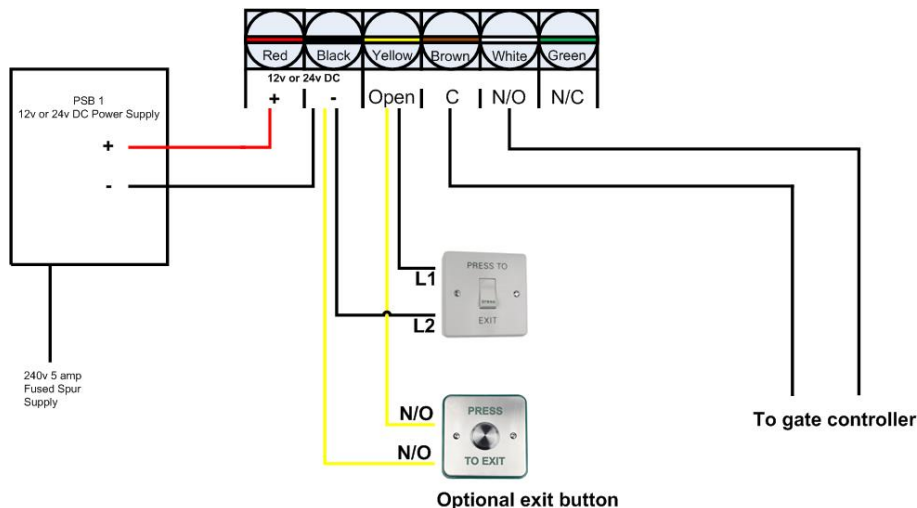 Red Black Yellow Brown White Green
12v or 24v DC
+ - Open C N/O N/C
PSB 1
12v or 24v DC Power Supply
+
-
PRESS TO
L1
L2
EXIT
240v 5 amp
Fused Spur
Supply
N/O
PRESS
To gate controller
N/O
TO EXIT
Optional exit button